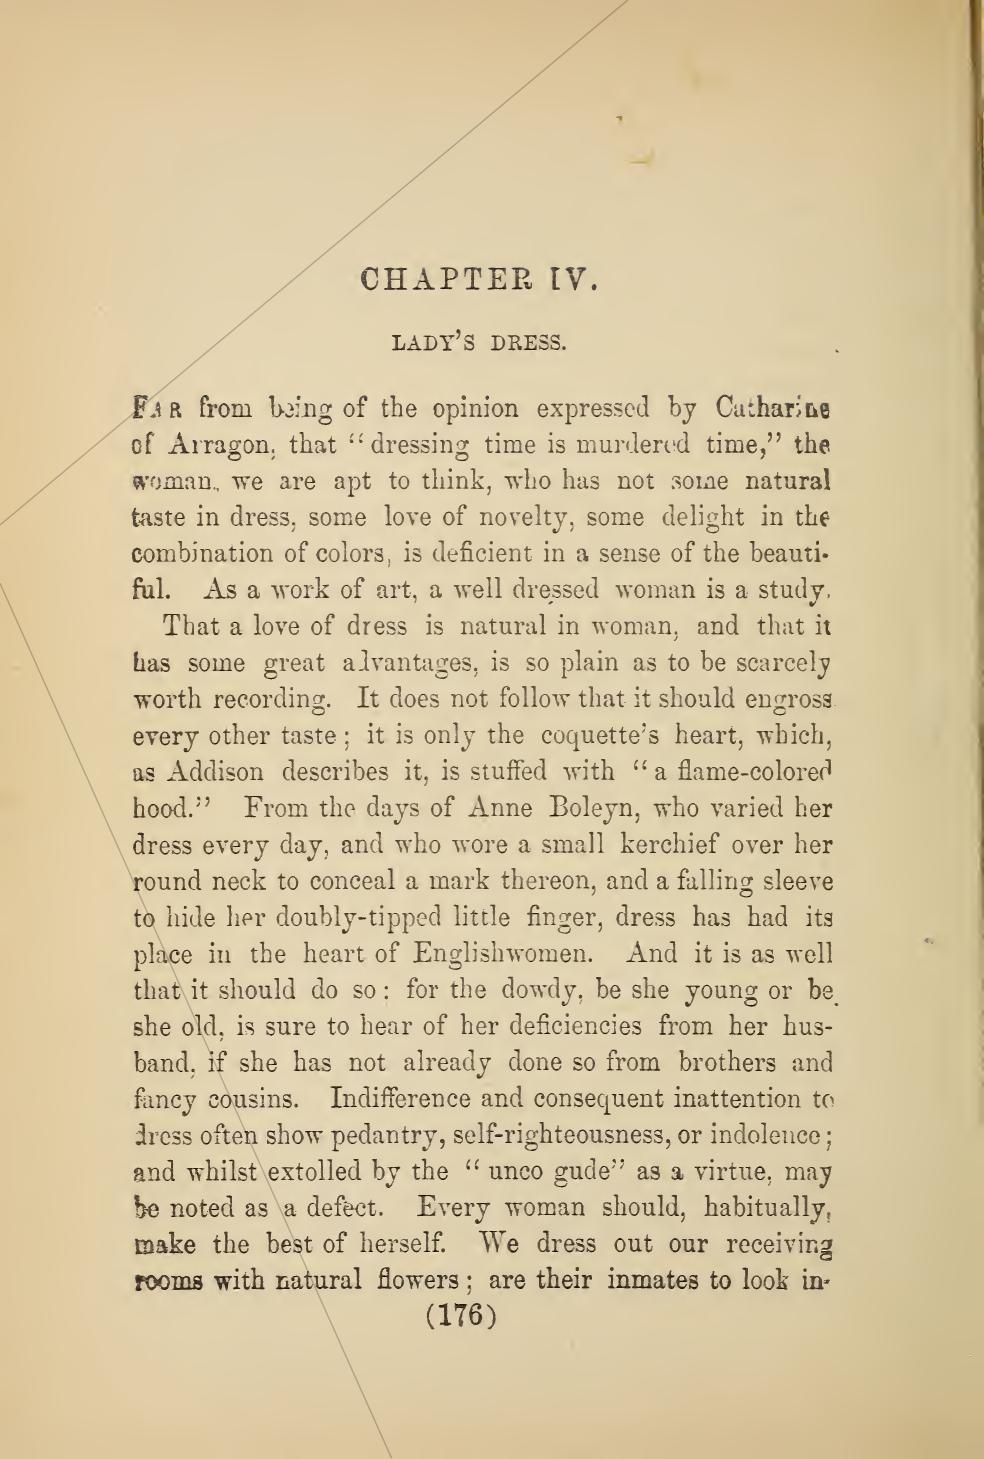 CHAPTER IV.
LADY'S DRESS.
FAR from being of the opinion expressed by Catharine
of Arragon, that "dressing time is murdered time," the
woman, we are apt to think, who has not some natural
taste in dress, some love of novelty, some delight in the
combination of colors, is deficient in a sense of the beauti-
ful. As a work of art, a well dressed woman is a study.
That a love of dress is natural in woman, and that it
has some great advantages, is so plain as to be scarcely
worth recording. It does not follow that it should engross
every other taste; it is only the coquette's heart, which,
as Addison describes it, is stuffed with "a flame-colored
hood." From the days of Anne Boleyn, who varied her
dress every day, and who wore a small kerchief over her
round neck to conceal a mark thereon, and a falling sleeve
to hide her doubly-tipped little finger, dress has had its
place in the heart of Englishwomen. And it is as well
that it should do so: for the dowdy, be she young or be
she old, is sure to hear of her deficiencies from her hus-
band, if she has not already done so from brothers and
fancy cousins. Indifference and consequent inattention to
dress often show pedantry, self-righteousness, or indolence;
and whilst extolled by the "unco gude" as a virtue, may
be noted as a defect. Every woman should, habitually,
make the best of herself. We dress out our receiving
rooms with natural flowers; are their inmates to look in-
(176)